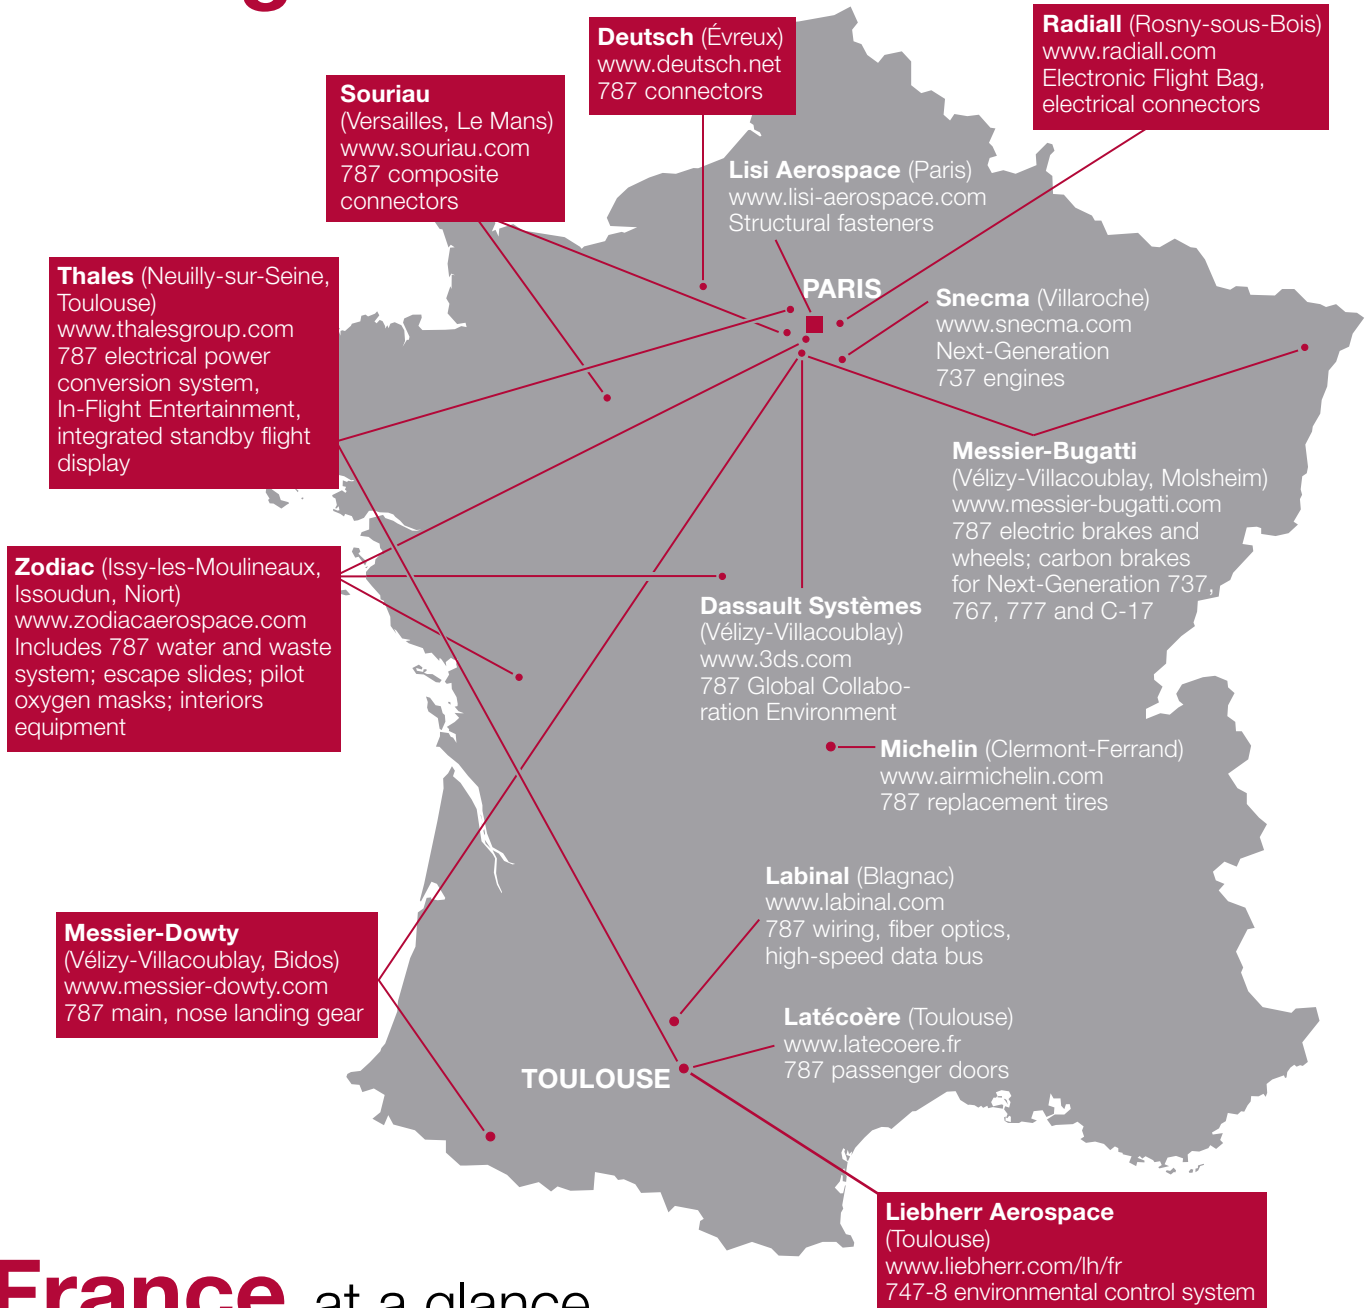 Deutsch (Évreux)
www.deutsch.net
787 connectors
Radiall (Rosny-sous-Bois)
www.radiall.com
Electronic Flight Bag,
electrical connectors
Souriau
(Versailles, Le Mans)
www.souriau.com
787 composite
connectors
Lisi Aerospace (Paris)
www.lisi-aerospace.com
Structural fasteners
Thales (Neuilly-sur-Seine,
Toulouse)
www.thalesgroup.com
787 electrical power
conversion system,
In-Flight Entertainment,
integrated standby flight
display
PARIS
Snecma (Villaroche)
www.snecma.com
Next-Generation
737 engines
Messier-Bugatti
(Vélizy-Villacoublay, Molsheim)
www.messier-bugatti.com
787 electric brakes and
wheels; carbon brakes
for Next-Generation 737,
767, 777 and C-17
Zodiac (Issy-les-Moulineaux,
Issoudun, Niort)
www.zodiacaerospace.com
Includes 787 water and waste
system; escape slides; pilot
oxygen masks; interiors
equipment
Dassault Systèmes
(Vélizy-Villacoublay)
www.3ds.com
787 Global Collabo-
ration Environment
Michelin (Clermont-Ferrand)
www.airmichelin.com
787 replacement tires
Labinal (Blagnac)
www.labinal.com
787 wiring, fiber optics,
high-speed data bus
Messier-Dowty
(Vélizy-Villacoublay, Bidos)
www.messier-dowty.com
787 main, nose landing gear
Latécoère (Toulouse)
www.latecoere.fr
787 passenger doors
TOULOUSE
Liebherr Aerospace
(Toulouse)
www.liebherr.com/lh/fr
747-8 environmental control system
France at a glance